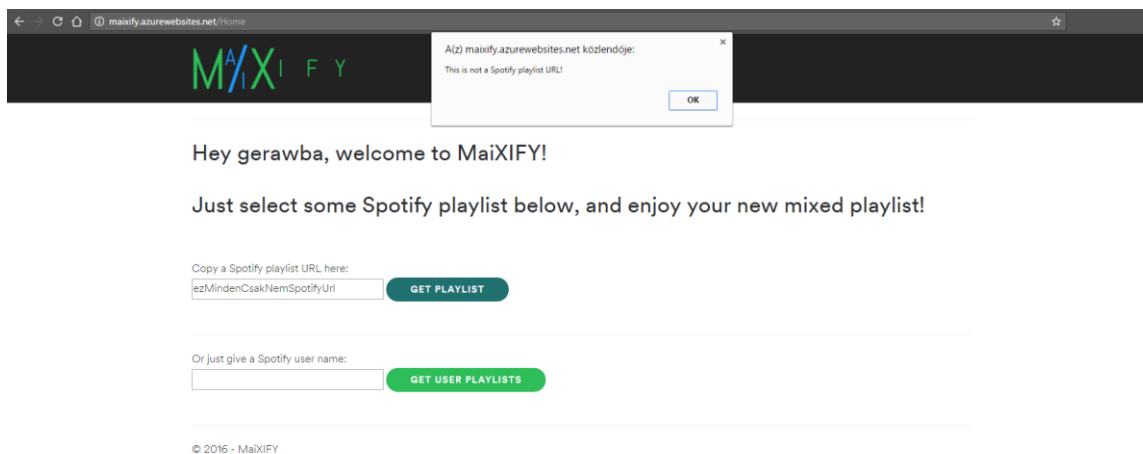 maixify.azurewebsites.net/Home
MAIXIFY
A(z) maixify.azurewebsites.net közlendője:
This is not a Spotify playlist URL!
OK
Hey gerawba, welcome to MaiXIFY!
Just select some Spotify playlist below, and enjoy your new mixed playlist!
Copy a Spotify playlist URL here:
ezMindenCsakNemSpotifyUrl
GET PLAYLIST
Or just give a Spotify user name:
GET USER PLAYLISTS
© 2016 - MaiXIFY